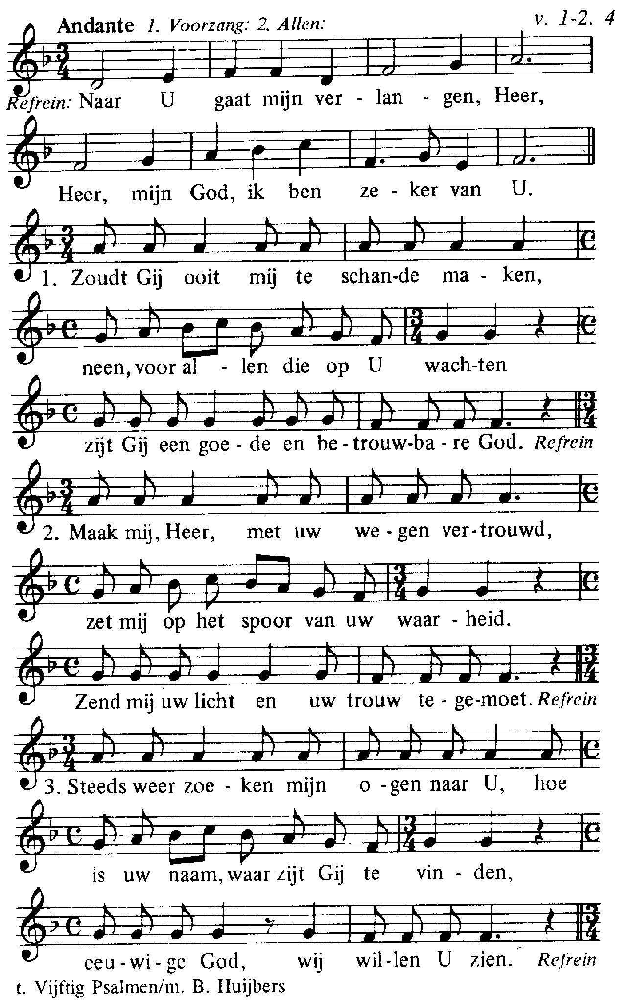 Andante 1. Voorzang: 2. Allen: v. 1-2. 4
Refrein: Naar U gaat mijn ver - lan - gen, Heer,
Heer, mijn God, ik ben ze - ker van U.
1. Zoudt Gij ooit mij te schan-de ma - ken,
neen, voor al - len die op U wach-ten
zijt Gij een goe - de en be - trouw-ba - re God. Refrein
2. Maak mij, Heer, met uw we - gen ver-trouwd,
zet mij op het spoor van uw waar - heid.
Zend mij uw licht en uw trouw te - ge-moet. Refrein
3. Steeds weer zoe - ken mijn o - gen naar U, hoe
is uw naam, waar zijt Gij te vin - den,
eeu - wi - ge God, wij wil - len U zien. Refrein
t. Vijftig Psalmen/m. B. Huijbers